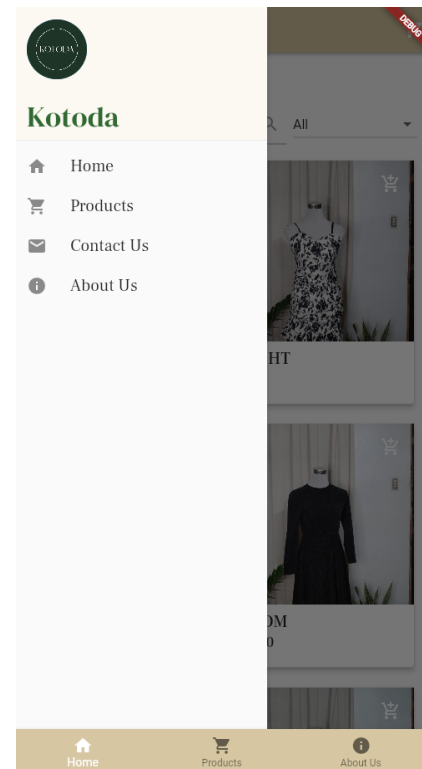 DEBUG
KOTODA
Kotoda
All
Home
Products
Contact Us
About Us
HT
OM
0
Home
Products
About Us